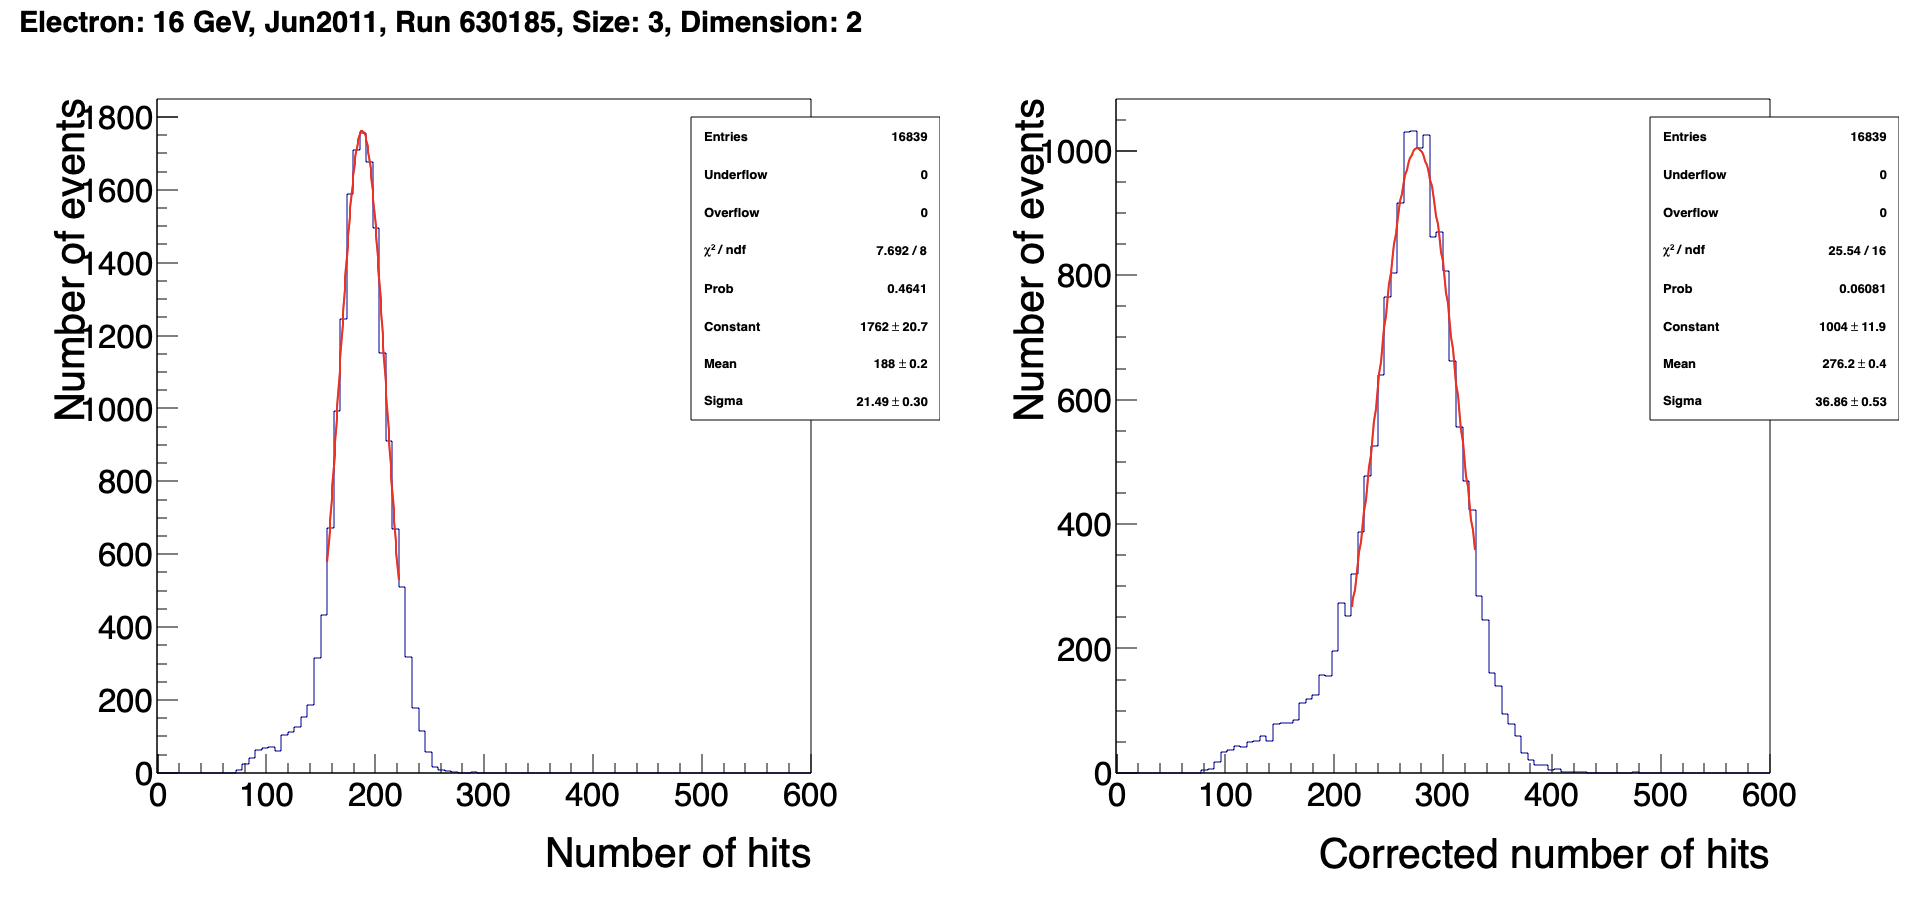 Electron: 16 GeV, Jun2011, Run 630185, Size: 3, Dimension: 2
Number of events
1800
1600
1400
1200
1000
800
600
400
200
0
0 100 200 300 400 500 600
Number of hits
Entries 16839
Underflow 0
Overflow 0
χ² / ndf 7.692 / 8
Prob 0.4641
Constant 1762 ± 20.7
Mean 188 ± 0.2
Sigma 21.49 ± 0.30
Number of events
1000
800
600
400
200
0
0 100 200 300 400 500 600
Corrected number of hits
Entries 16839
Underflow 0
Overflow 0
χ² / ndf 25.54 / 16
Prob 0.06081
Constant 1004 ± 11.9
Mean 276.2 ± 0.4
Sigma 36.86 ± 0.53